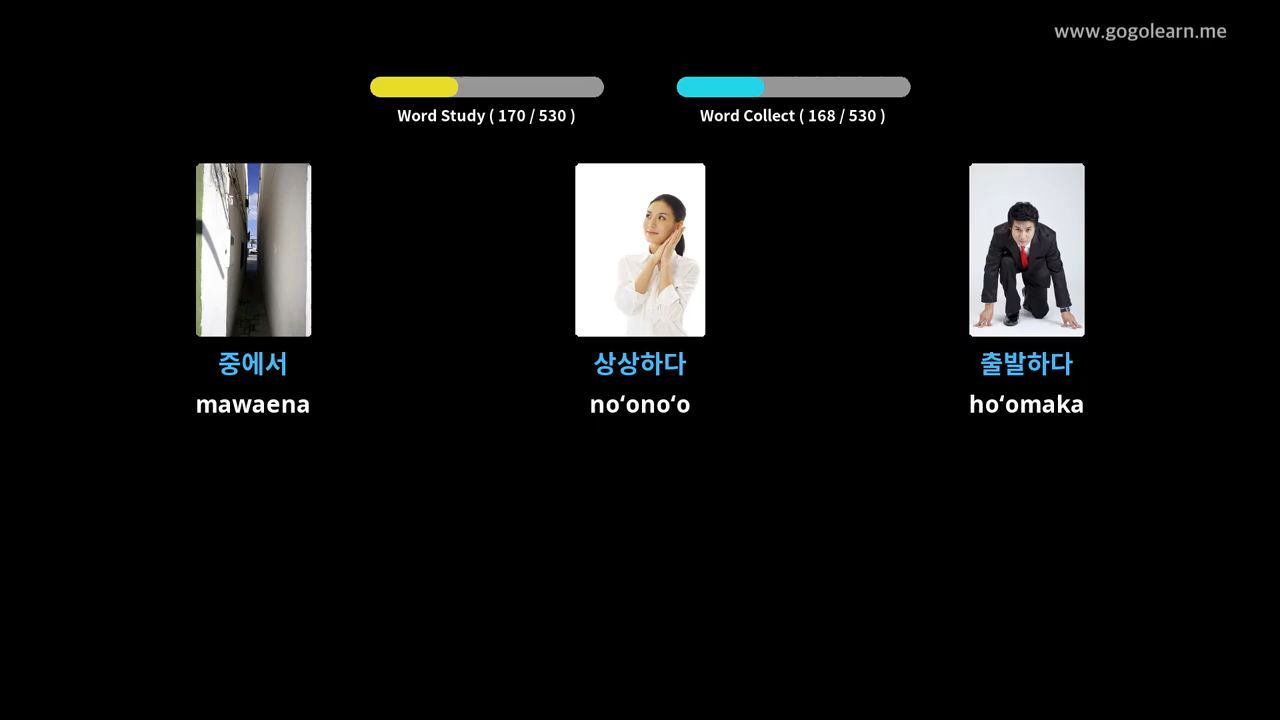 www.gogolearn.me
Word Study ( 170 / 530 )
Word Collect ( 168 / 530 )
중에서
상상하다
출발하다
mawaena
noʻonoʻo
hoʻomaka